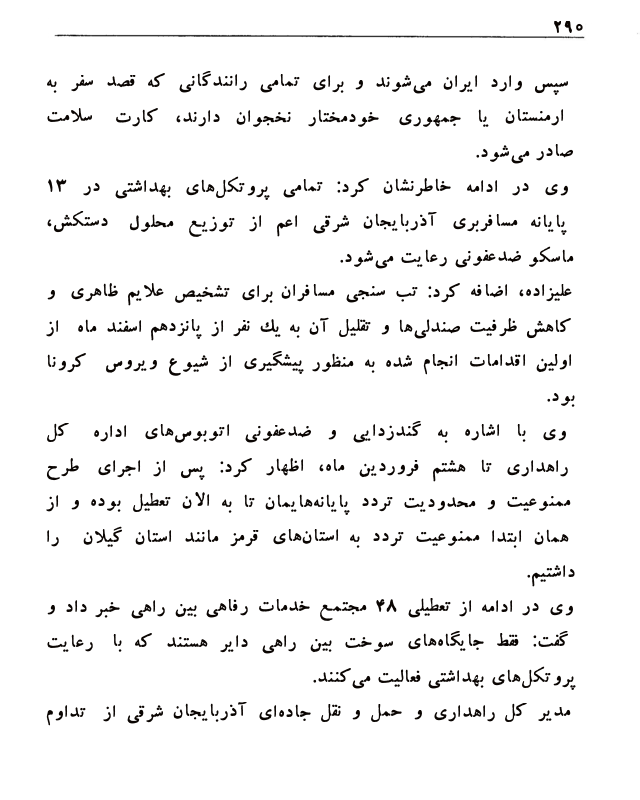 ۲۹۰
سپس وارد ایران می‌شوند و برای تمامی رانندگانی که قصد سفر به
ارمنستان یا جمهوری خودمختار نخجوان دارند، کارت سلامت
صادر می‌شود.
وی در ادامه خاطرنشان کرد: تمامی پروتکل‌های بهداشتی در ۱۳
پایانه مسافربری آذربایجان شرقی اعم از توزیع محلول دستکش،
ماسکو ضدعفونی رعایت می‌شود.
علیزاده، اضافه کرد: تب سنجی مسافران برای تشخیص علایم ظاهری و
کاهش ظرفیت صندلی‌ها و تقلیل آن به یك نفر از پانزدهم اسفند ماه از
اولین اقدامات انجام شده به منظور پیشگیری از شیوع ویروس کرونا
بود.
وی با اشاره به گندزدایی و ضدعفونی اتوبوس‌های اداره کل
راهداری تا هشتم فروردین ماه، اظهار کرد: پس از اجرای طرح
ممنوعیت و محدودیت تردد پایانه‌هایمان تا به الان تعطیل بوده و از
همان ابتدا ممنوعیت تردد به استان‌های قرمز مانند استان گیلان را
داشتیم.
وی در ادامه از تعطیلی ۴۸ مجتمع خدمات رفاهی بین راهی خبر داد و
گفت: فقط جایگاه‌های سوخت بین راهی دایر هستند که با رعایت
پروتکل‌های بهداشتی فعالیت می‌کنند.
مدیر کل راهداری و حمل و نقل جاده‌ای آذربایجان شرقی از تداوم